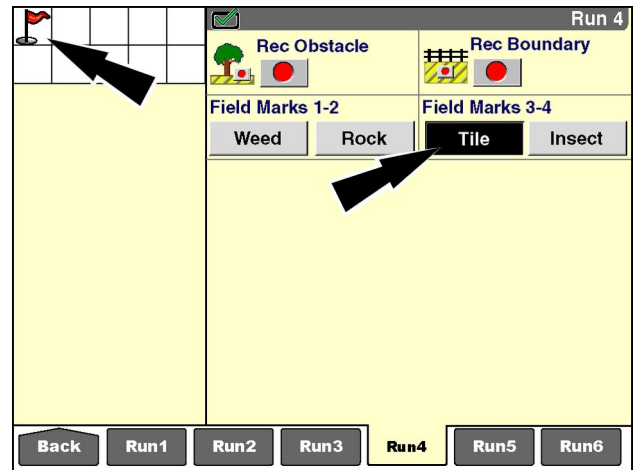 Run 4
Rec Obstacle
Rec Boundary
Field Marks 1-2
Field Marks 3-4
Weed
Rock
Tile
Insect
Back
Run1
Run2
Run3
Run4
Run5
Run6